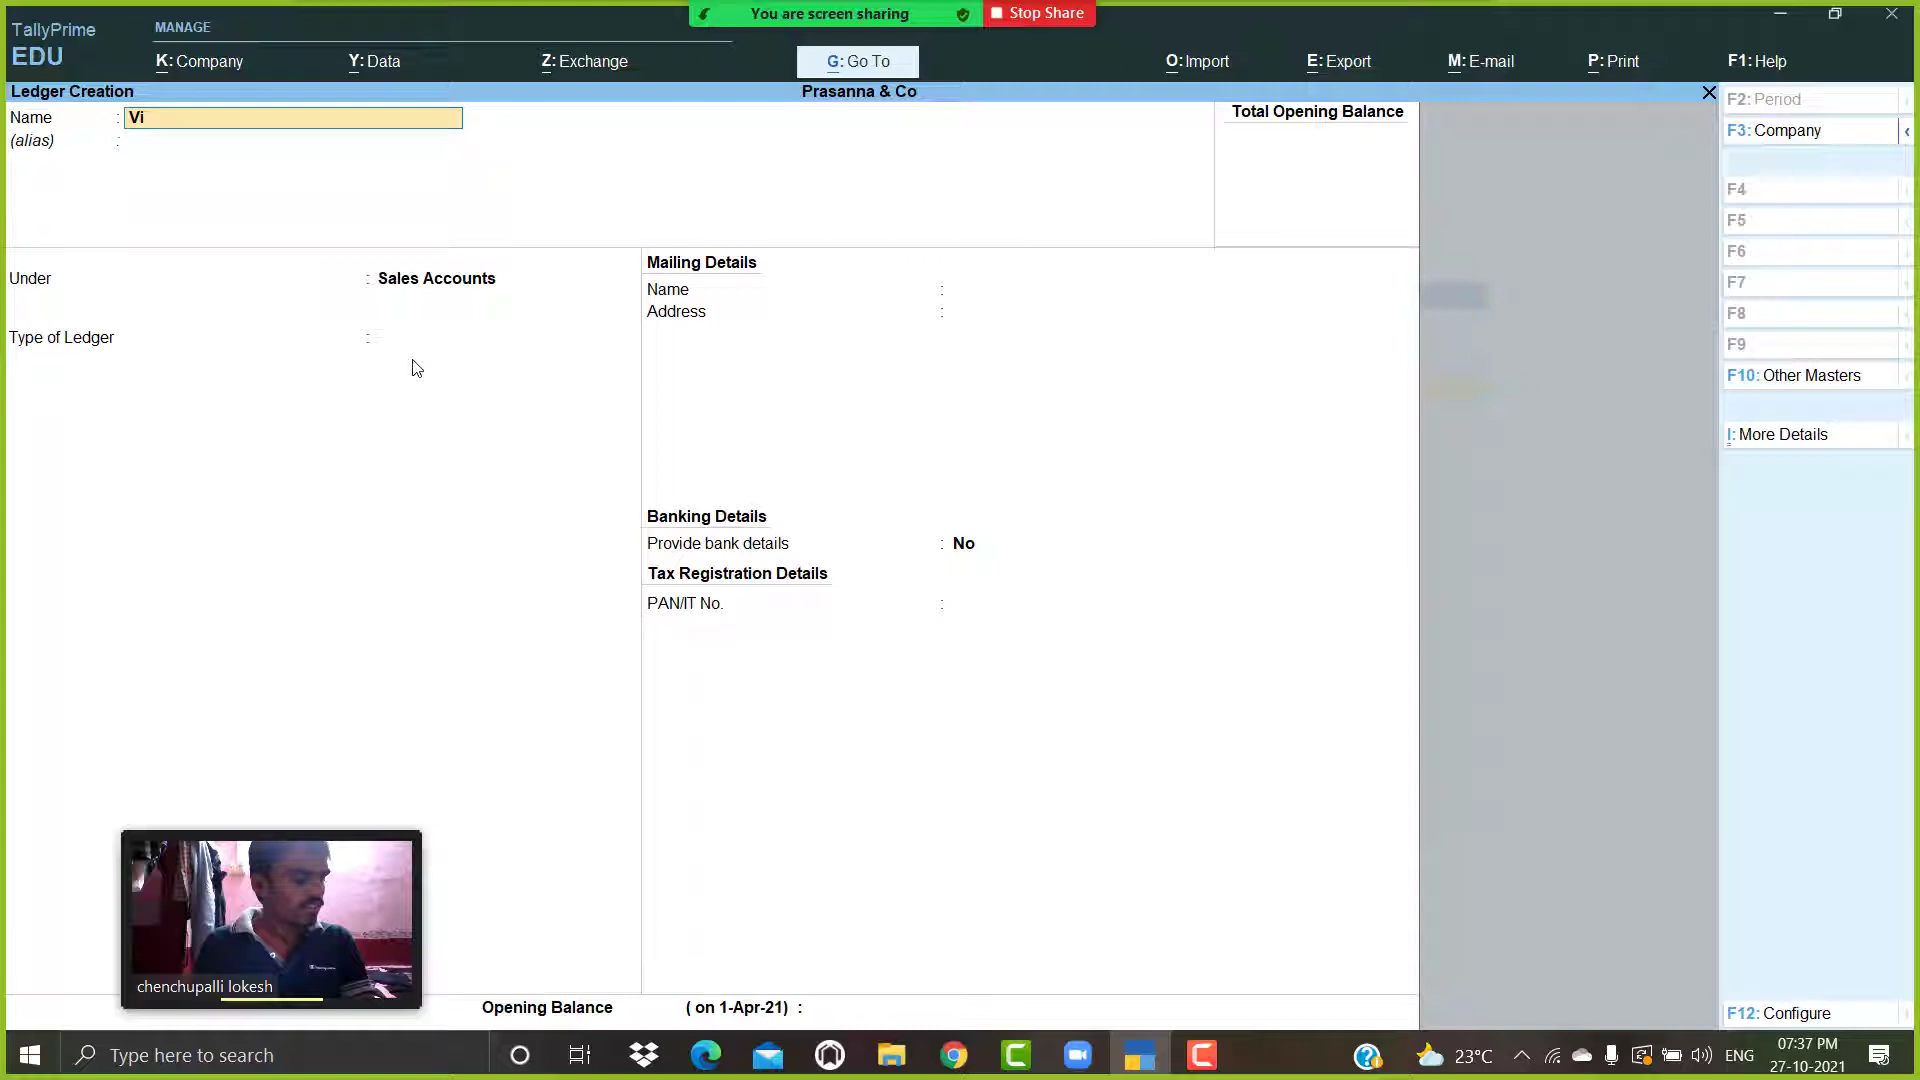 You are screen sharing
Stop Share
TallyPrime
EDU
MANAGE
K: Company
Y: Data
Z: Exchange
G: Go To
O: Import
E: Export
M: E-mail
P: Print
F1: Help
Ledger Creation
Prasanna & Co
Name : Vi
(alias) :
Total Opening Balance
Under : Sales Accounts
Type of Ledger :
Mailing Details
Name :
Address :
Banking Details
Provide bank details : No
Tax Registration Details
PAN/IT No. :
Opening Balance ( on 1-Apr-21) :
F2: Period
F3: Company
F4
F5
F6
F7
F8
F9
F10: Other Masters
I: More Details
F12: Configure
chenchupalli lokesh
Type here to search
23°C
ENG
07:37 PM
27-10-2021